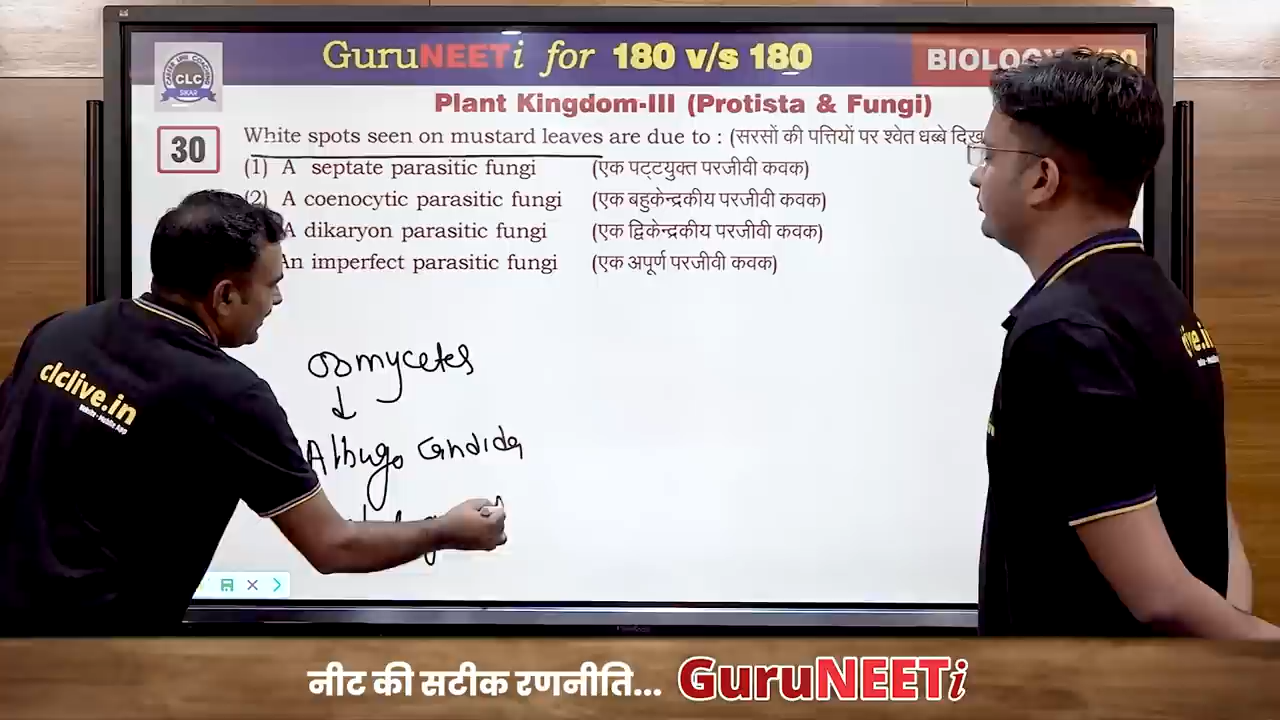 GuruNEETi for 180 v/s 180
BIOLOGY
CLC
SIKAR
Plant Kingdom-III (Protista & Fungi)
30
White spots seen on mustard leaves are due to : (सरसों की पत्तियों पर श्वेत धब्बे
(1) A septate parasitic fungi (एक पट्टयुक्त परजीवी कवक)
(2) A coenocytic parasitic fungi (एक बहुकेन्द्रकीय परजीवी कवक)
A dikaryon parasitic fungi (एक द्विकेन्द्रकीय परजीवी कवक)
An imperfect parasitic fungi (एक अपूर्ण परजीवी कवक)
oomycetes
↓
Albugo candida
clclive.in
Website • Mobile App
नीट की सटीक रणनीति... GuruNEETi